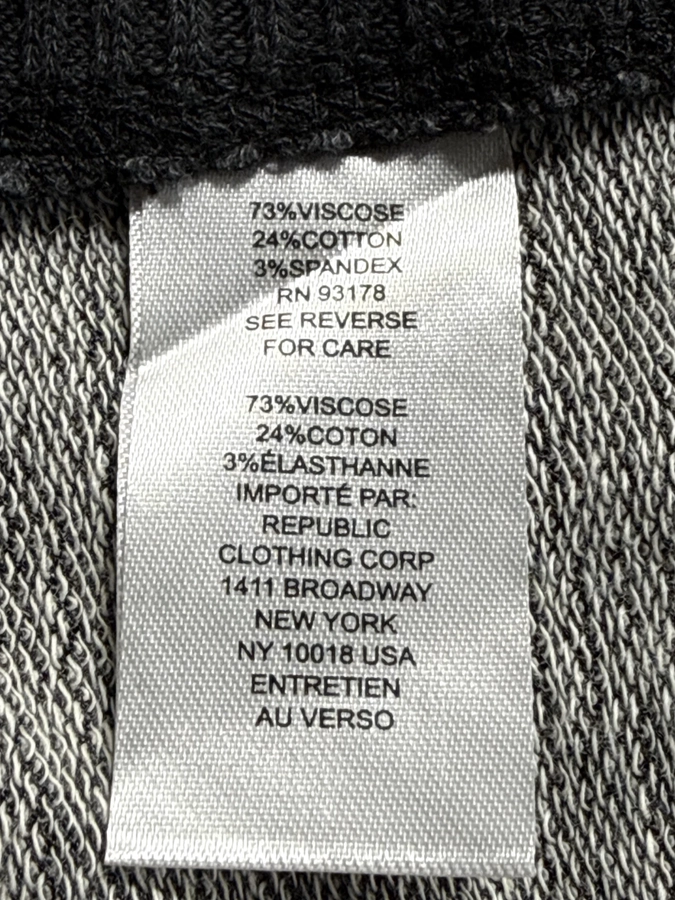 73%VISCOSE
24%COTTON
3%SPANDEX
RN 93178
SEE REVERSE
FOR CARE
73%VISCOSE
24%COTON
3%ÉLASTHANNE
IMPORTÉ PAR:
REPUBLIC
CLOTHING CORP
1411 BROADWAY
NEW YORK
NY 10018 USA
ENTRETIEN
AU VERSO